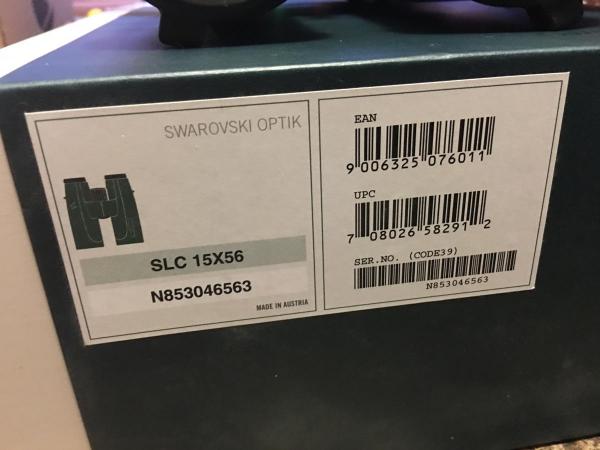 SWAROVSKI OPTIK
SLC 15X56
N853046563
MADE IN AUSTRIA
EAN
9 006325 076011
UPC
7 08026 58291 2
SER.NO. (CODE39)
N853046563